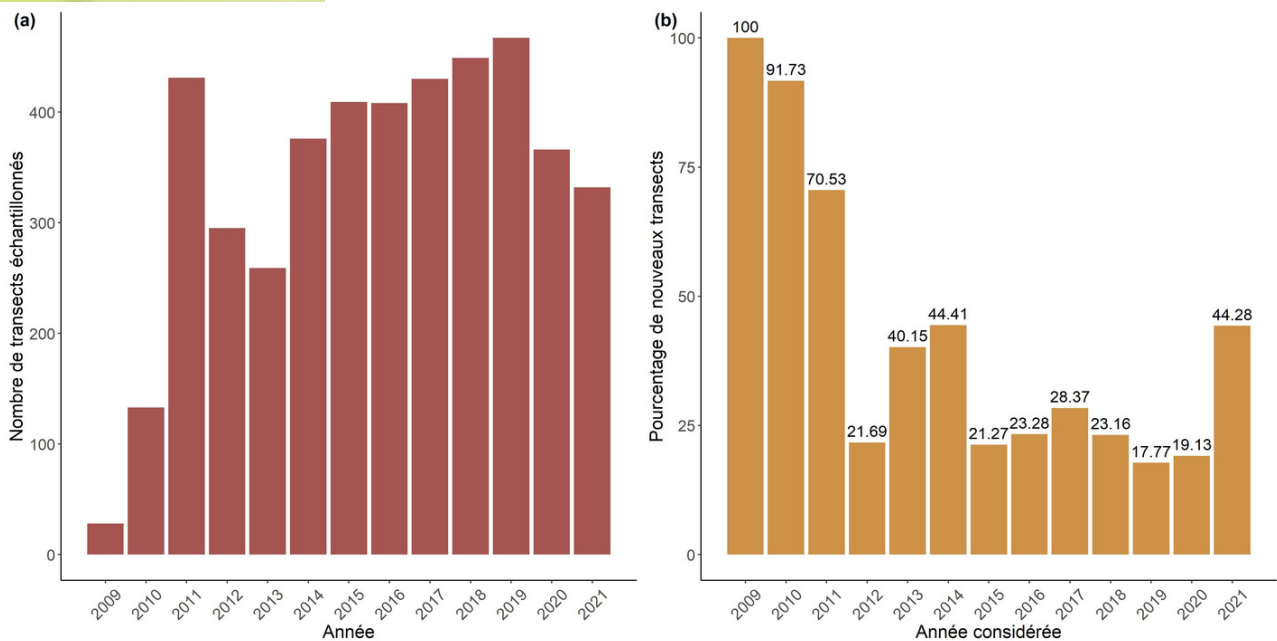 (a)
Nombre de transects échantillonnés
400
300
200
100
0
2009 2010 2011 2012 2013 2014 2015 2016 2017 2018 2019 2020 2021
Année
(b)
Pourcentage de nouveaux transects
100
75
50
25
0
100
91.73
70.53
21.69
40.15
44.41
21.27
23.28
28.37
23.16
17.77
19.13
44.28
2009 2010 2011 2012 2013 2014 2015 2016 2017 2018 2019 2020 2021
Année considérée